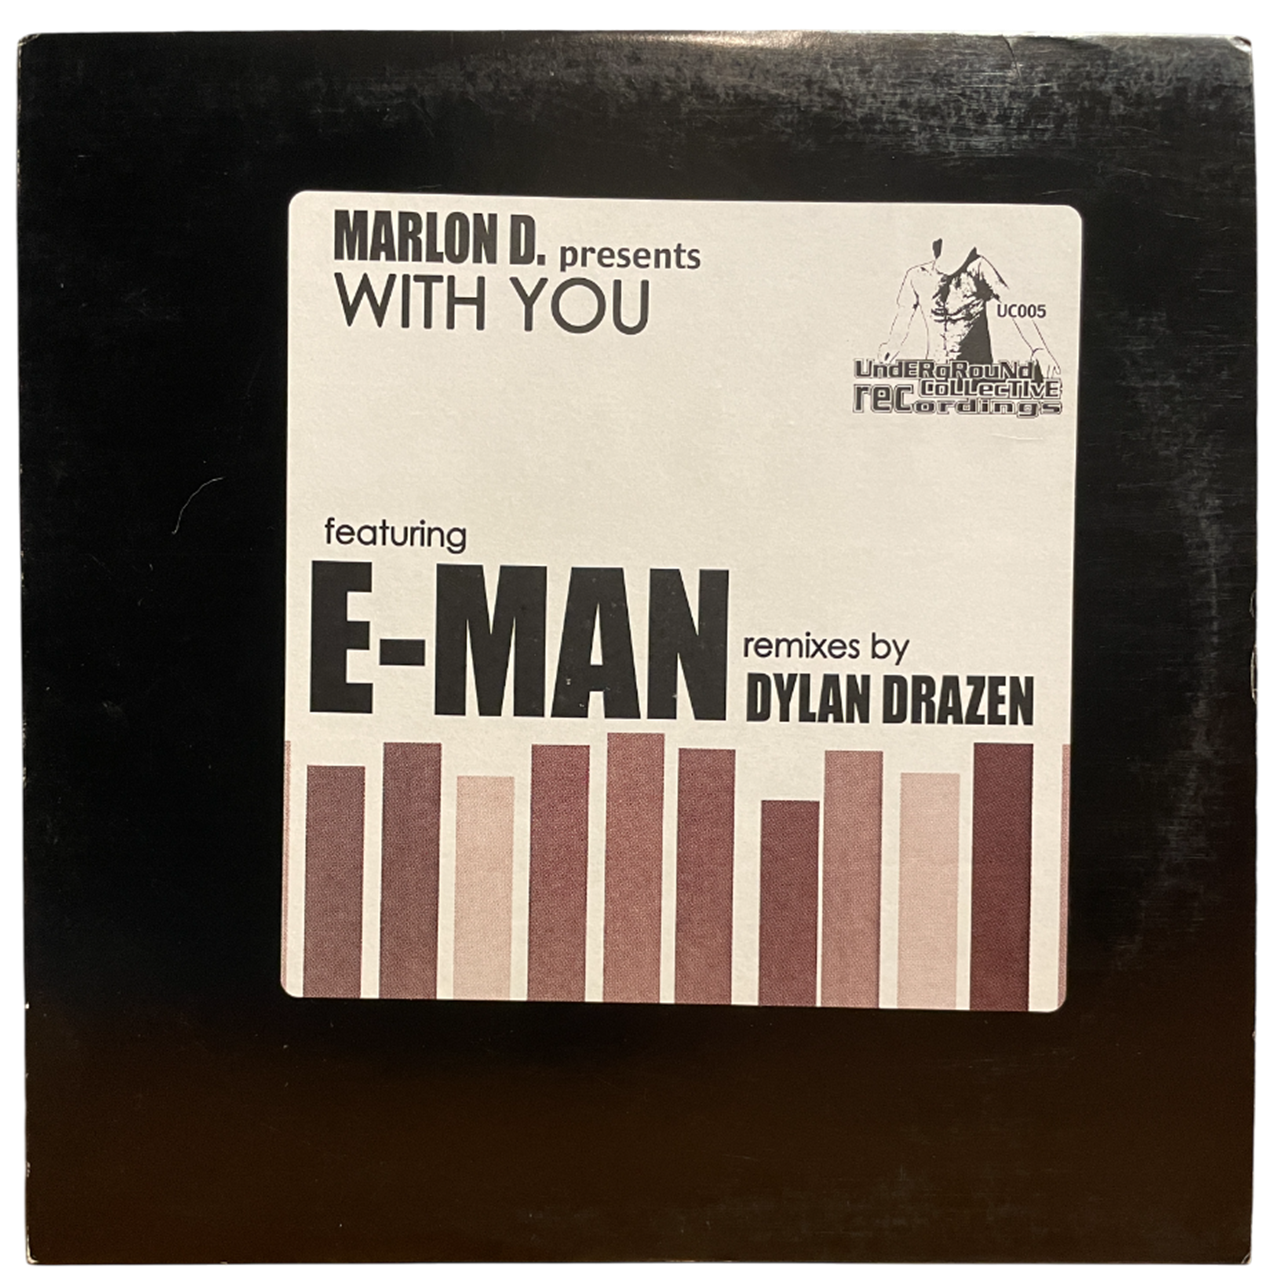 MARLON D. presents
WITH YOU
UC005
UndERgRouNd
CoLLecTIvE
recordings
featuring
E-MAN
remixes by
DYLAN DRAZEN